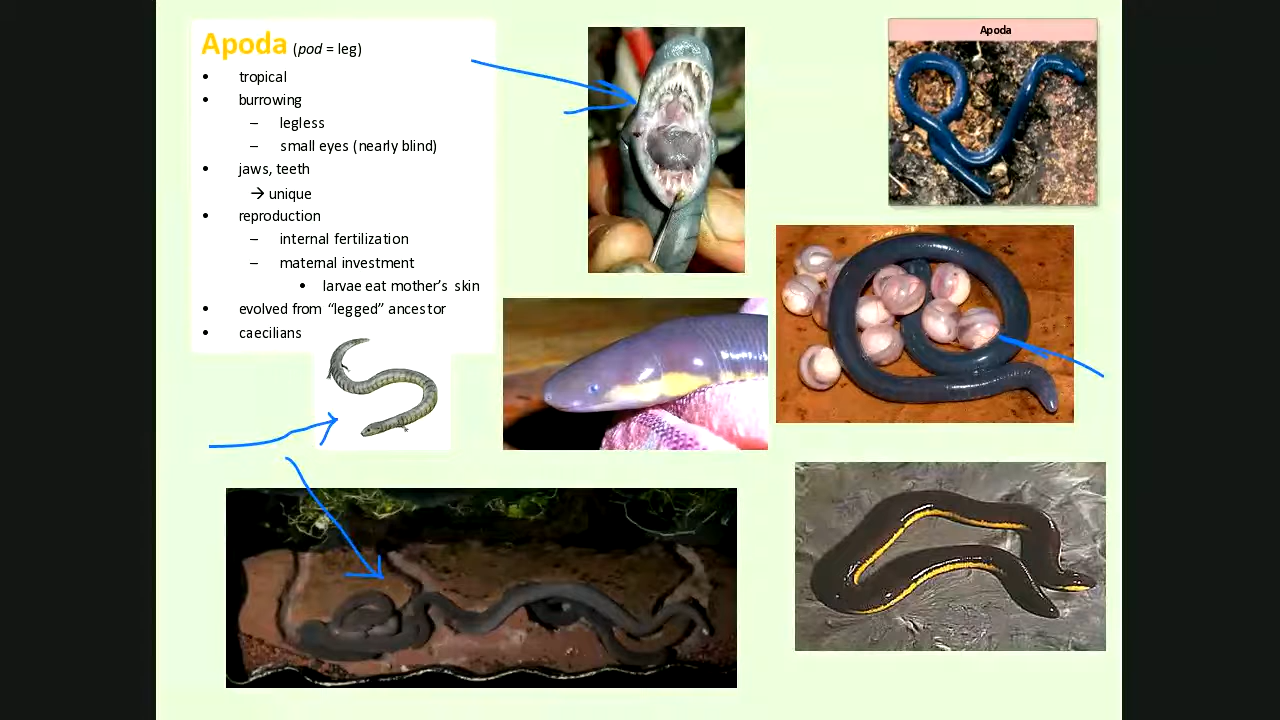 Apoda (pod = leg)
• tropical
• burrowing
– legless
– small eyes (nearly blind)
• jaws, teeth
→ unique
• reproduction
– internal fertilization
– maternal investment
• larvae eat mother's skin
• evolved from “legged” ancestor
• caecilians
Apoda